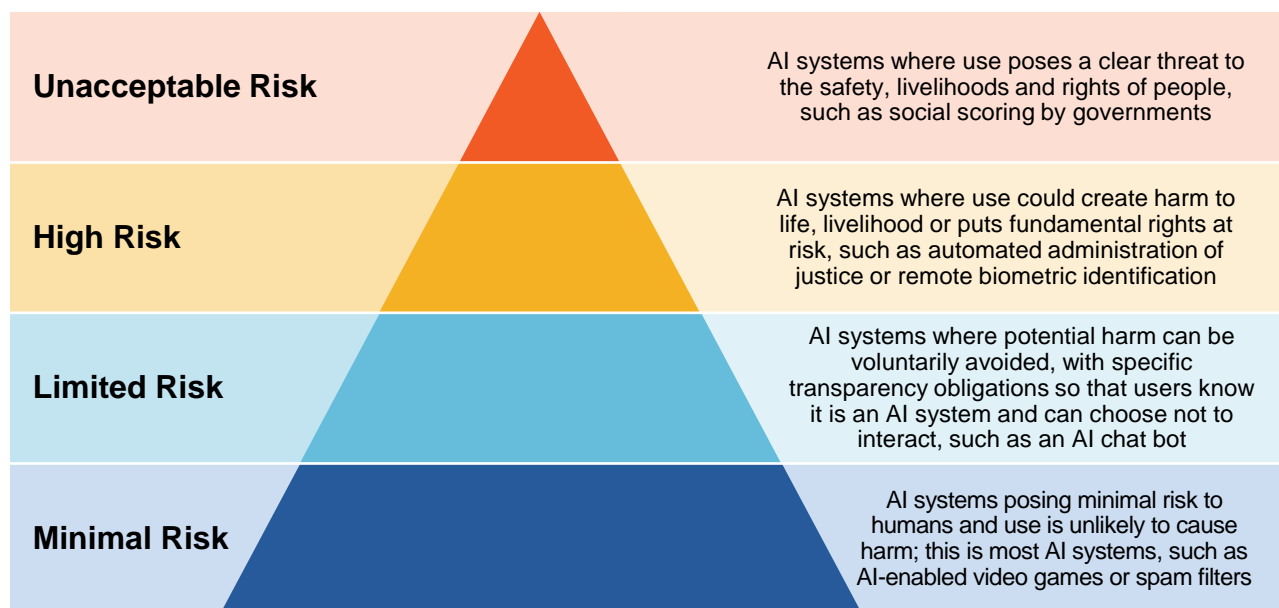 Unacceptable Risk
AI systems where use poses a clear threat to
the safety, livelihoods and rights of people,
such as social scoring by governments
High Risk
AI systems where use could create harm to
life, livelihood or puts fundamental rights at
risk, such as automated administration of
justice or remote biometric identification
Limited Risk
AI systems where potential harm can be
voluntarily avoided, with specific
transparency obligations so that users know
it is an AI system and can choose not to
interact, such as an AI chat bot
Minimal Risk
AI systems posing minimal risk to
humans and use is unlikely to cause
harm; this is most AI systems, such as
AI-enabled video games or spam filters